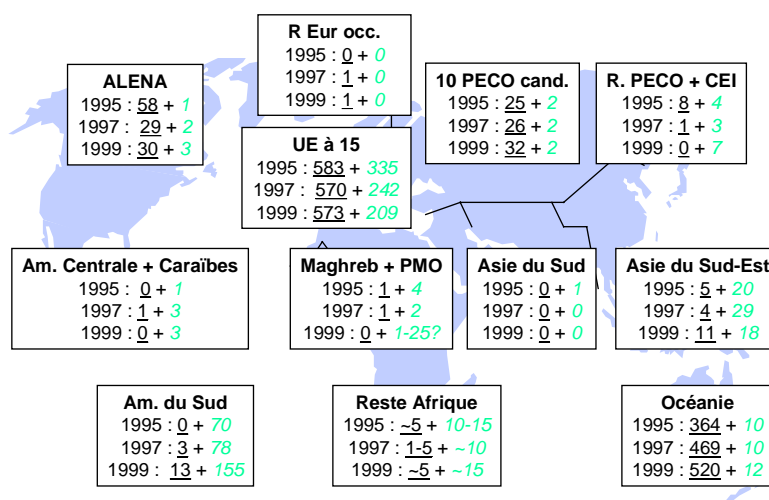 R Eur occ.
1995 : 0 + 0
1997 : 1 + 0
1999 : 1 + 0
ALENA
1995 : 58 + 1
1997 : 29 + 2
1999 : 30 + 3
10 PECO cand.
1995 : 25 + 2
1997 : 26 + 2
1999 : 32 + 2
R. PECO + CEI
1995 : 8 + 4
1997 : 1 + 3
1999 : 0 + 7
UE à 15
1995 : 583 + 335
1997 : 570 + 242
1999 : 573 + 209
Am. Centrale + Caraïbes
1995 : 0 + 1
1997 : 1 + 3
1999 : 0 + 3
Maghreb + PMO
1995 : 1 + 4
1997 : 1 + 2
1999 : 0 + 1-25?
Asie du Sud
1995 : 0 + 1
1997 : 0 + 0
1999 : 0 + 0
Asie du Sud-Est
1995 : 5 + 20
1997 : 4 + 29
1999 : 11 + 18
Am. du Sud
1995 : 0 + 70
1997 : 3 + 78
1999 : 13 + 155
Reste Afrique
1995 : ~5 + 10-15
1997 : 1-5 + ~10
1999 : ~5 + ~15
Océanie
1995 : 364 + 10
1997 : 469 + 10
1999 : 520 + 12